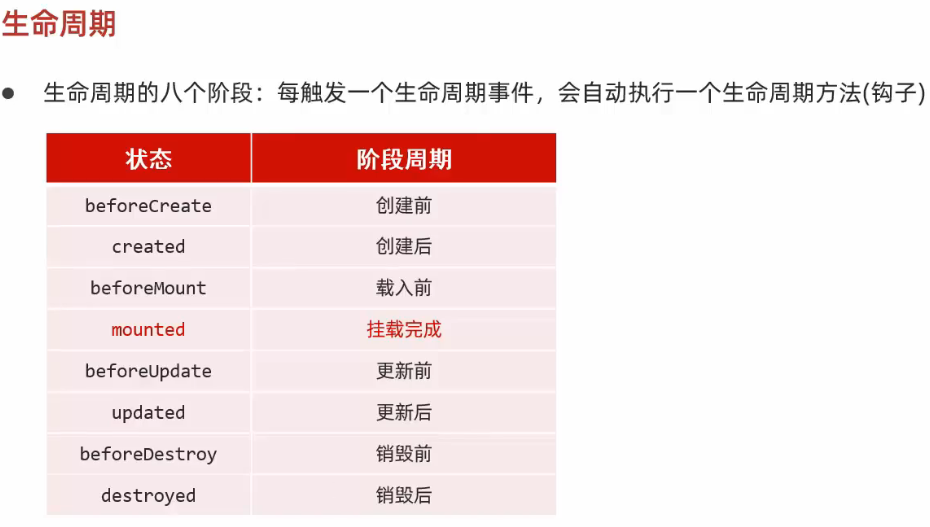 生命周期
● 生命周期的八个阶段：每触发一个生命周期事件，会自动执行一个生命周期方法(钩子)
状态 阶段周期
beforeCreate 创建前
created 创建后
beforeMount 载入前
mounted 挂载完成
beforeUpdate 更新前
updated 更新后
beforeDestroy 销毁前
destroyed 销毁后